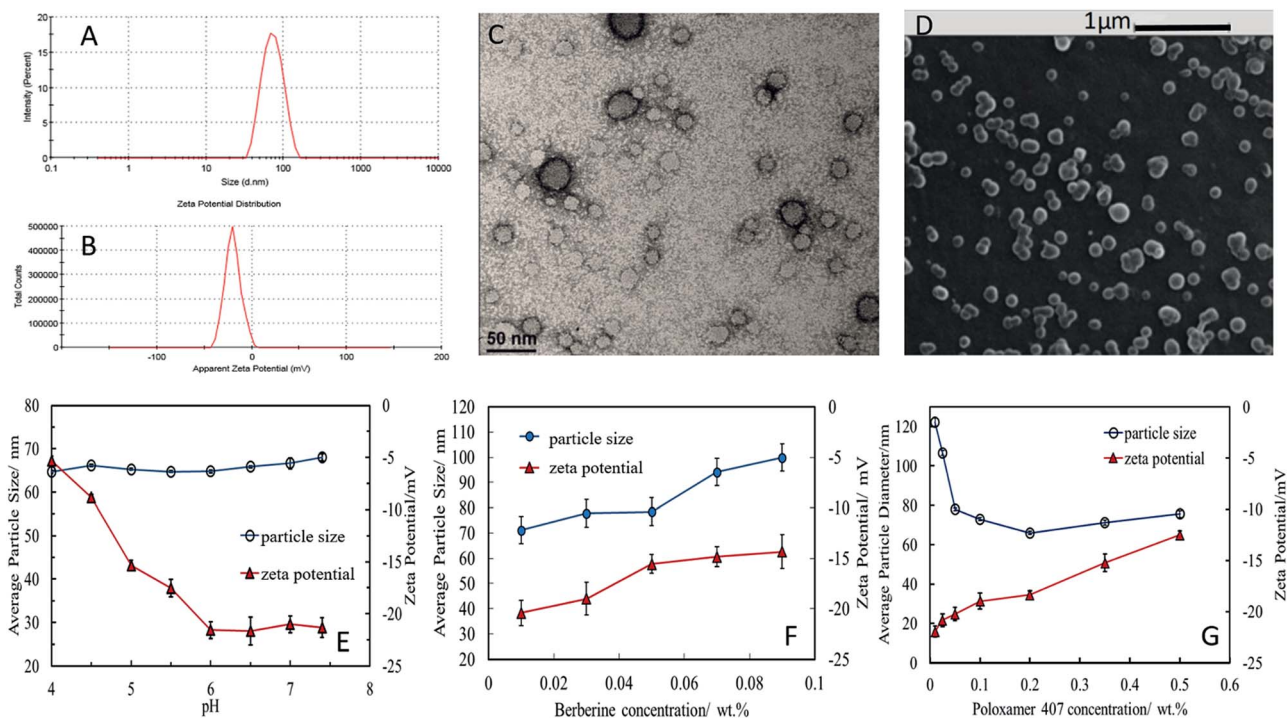 A
Intensity (Percent)
20
15
10
5
0
0.1 1 10 100 1000 10000
Size (d.nm)
Zeta Potential Distribution
B
Total Counts
500000
400000
300000
200000
100000
0
-100 0 100 200
Apparent Zeta Potential (mV)
C
50 nm
D
1μm
Average Particle Size/ nm
80
70
60
50
40
30
20
particle size
zeta potential
E
0
-5
-10
-15
-20
-25
Zeta Potential/mV
4 5 6 7 8
pH
Average Particle Size/ nm
120
110
100
90
80
70
60
50
40
30
20
particle size
zeta potential
F
0
-5
-10
-15
-20
-25
Zeta Potential/ mV
0 0.02 0.04 0.06 0.08 0.1
Berberine concentration/ wt.%
Average Particle Diameter/nm
120
100
80
60
40
20
0
particle size
zeta potential
G
0
-5
-10
-15
-20
-25
Zeta Potential/mV
0 0.1 0.2 0.3 0.4 0.5 0.6
Poloxamer 407 concentration/ wt.%